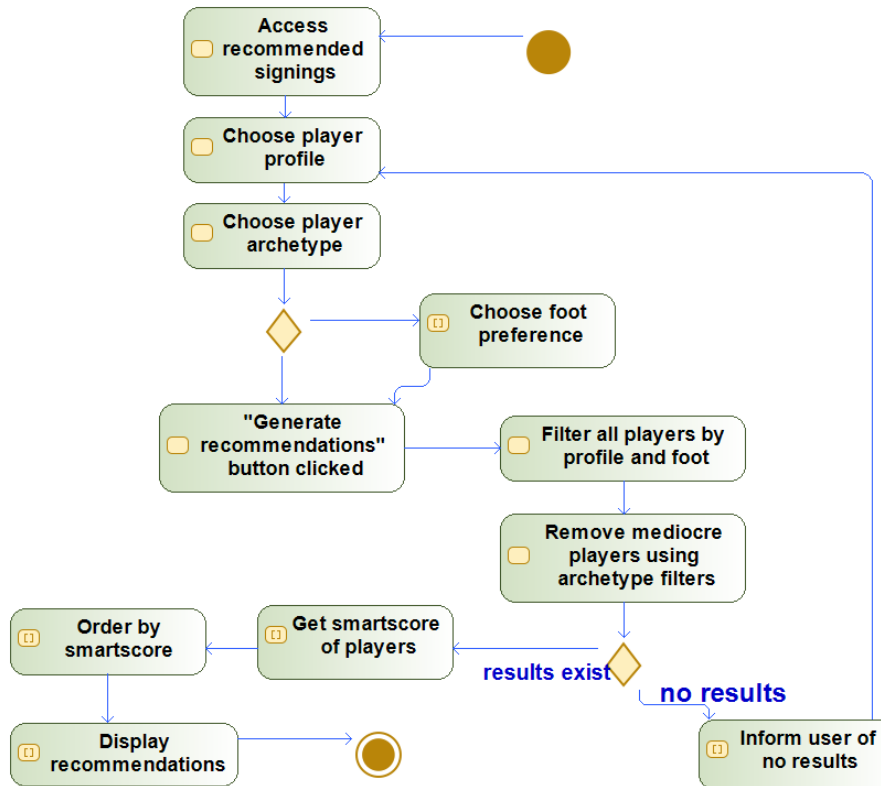 Access
recommended
signings
Choose player
profile
Choose player
archetype
Choose foot
preference
"Generate
recommendations"
button clicked
Filter all players by
profile and foot
Remove mediocre
players using
archetype filters
results exist
no results
Get smartscore
of players
Order by
smartscore
Display
recommendations
Inform user of
no results